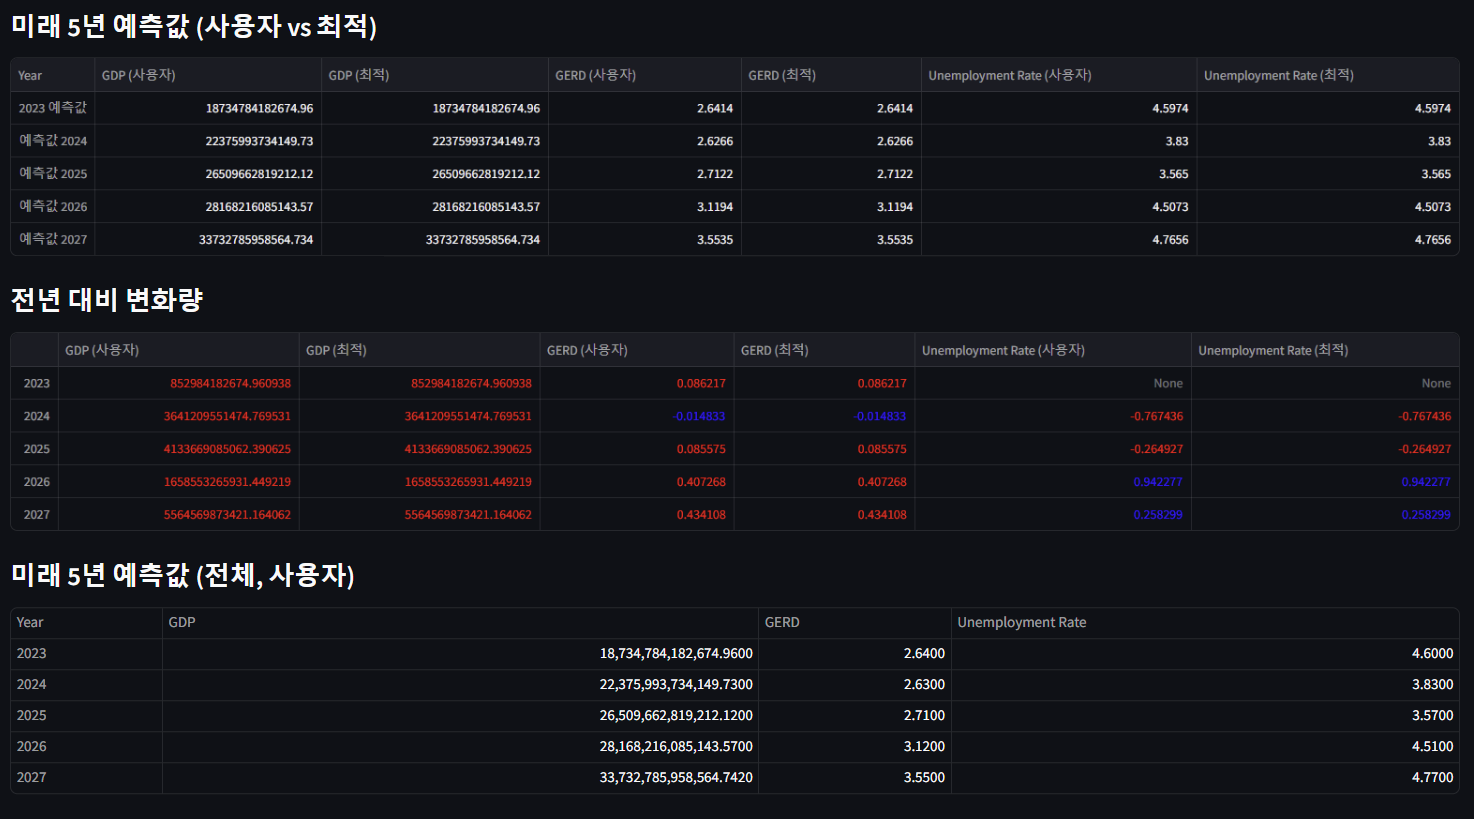 미래 5년 예측값 (사용자 vs 최적)
Year GDP (사용자) GDP (최적) GERD (사용자) GERD (최적) Unemployment Rate (사용자) Unemployment Rate (최적)
2023 예측값 18734784182674.96 18734784182674.96 2.6414 2.6414 4.5974 4.5974
예측값 2024 22375993734149.73 22375993734149.73 2.6266 2.6266 3.83 3.83
예측값 2025 26509662819212.12 26509662819212.12 2.7122 2.7122 3.565 3.565
예측값 2026 28168216085143.57 28168216085143.57 3.1194 3.1194 4.5073 4.5073
예측값 2027 33732785958564.734 33732785958564.734 3.5535 3.5535 4.7656 4.7656
전년 대비 변화량
GDP (사용자) GDP (최적) GERD (사용자) GERD (최적) Unemployment Rate (사용자) Unemployment Rate (최적)
2023 852984182674.960938 852984182674.960938 0.086217 0.086217 None None
2024 3641209551474.769531 3641209551474.769531 -0.014833 -0.014833 -0.767436 -0.767436
2025 4133669085062.390625 4133669085062.390625 0.085575 0.085575 -0.264927 -0.264927
2026 1658553265931.449219 1658553265931.449219 0.407268 0.407268 0.942277 0.942277
2027 5564569873421.164062 5564569873421.164062 0.434108 0.434108 0.258299 0.258299
미래 5년 예측값 (전체, 사용자)
Year GDP GERD Unemployment Rate
2023 18,734,784,182,674.9600 2.6400 4.6000
2024 22,375,993,734,149.7300 2.6300 3.8300
2025 26,509,662,819,212.1200 2.7100 3.5700
2026 28,168,216,085,143.5700 3.1200 4.5100
2027 33,732,785,958,564.7420 3.5500 4.7700